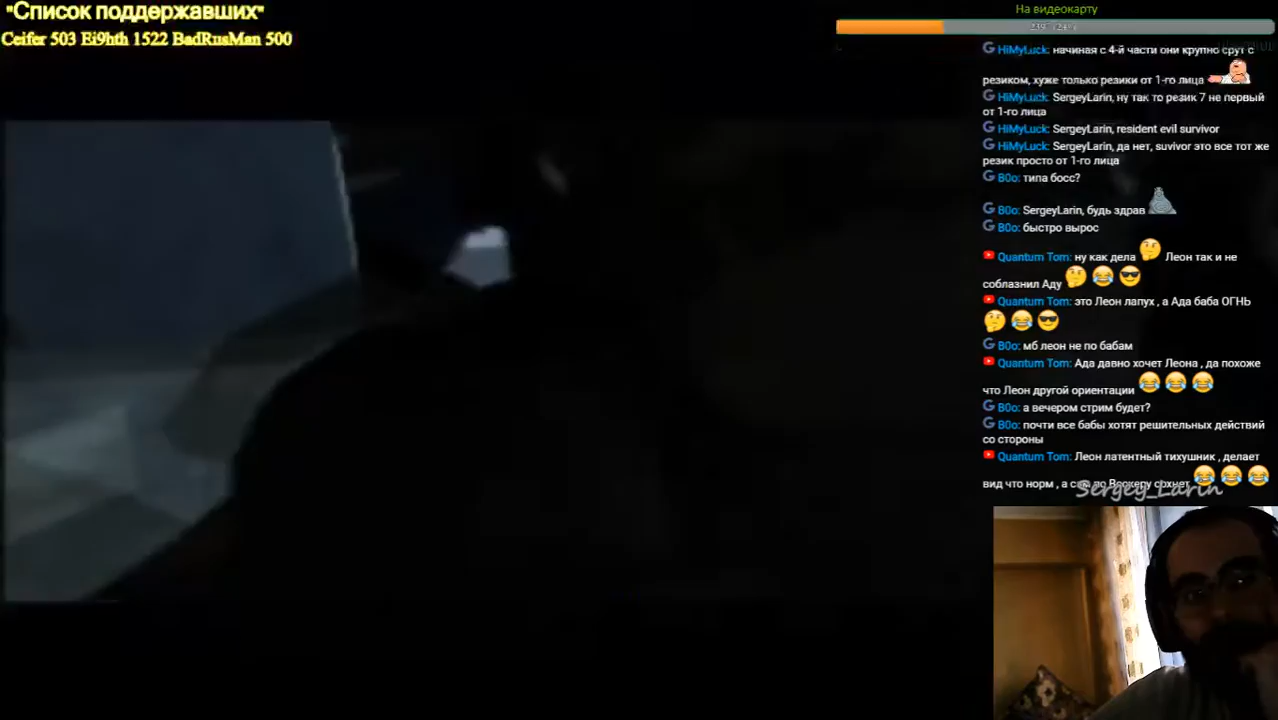 "Список поддержавших"
Ceifer 503 Ei9hth 1522 BadRusMan 500
На видеокарту
HiMyLuck: начиная с 4-й части они крупно срут с
резиком, хуже только резики от 1-го лица
HiMyLuck: SergeyLarin, ну так то резик 7 не первый
от 1-го лица
HiMyLuck: SergeyLarin, resident evil survivor
HiMyLuck: SergeyLarin, да нет, suvivor это все тот же
резик просто от 1-го лица
B0o: типа босс?
B0o: SergeyLarin, будь здрав
B0o: быстро вырос
Quantum Tom: ну как дела 🤔 Леон так и не
соблазнил Аду 🤔 😂 😎
Quantum Tom: это Леон лапух , а Ада баба ОГНЬ
🤔 😂 😎
B0o: мб леон не по бабам
Quantum Tom: Ада давно хочет Леона , да похоже
что Леон другой ориентации 😂 😂 😂
B0o: а вечером стрим будет?
B0o: почти все бабы хотят решительных действий
со стороны
Quantum Tom: Леон латентный тихушник , делает
вид что норм , а сам по Вескеру сохнет 😂 😂 😂
Sergey_Larin